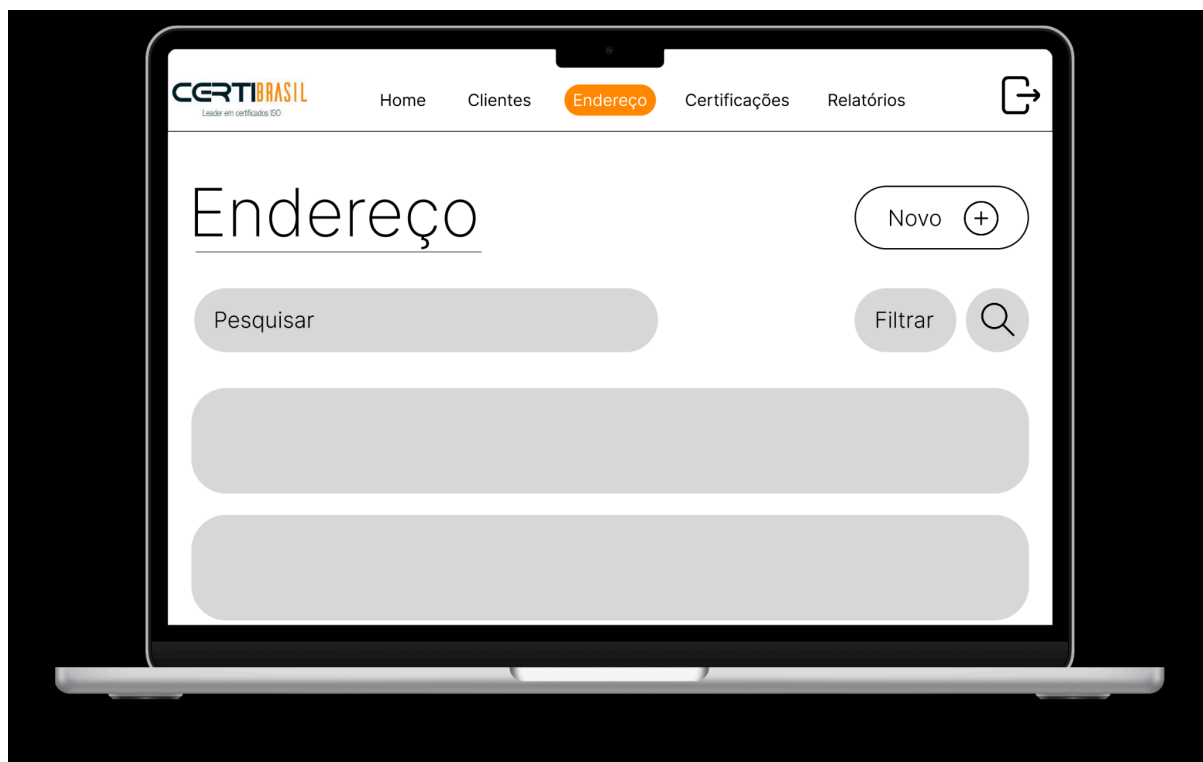 CERTIBRASIL
Leader em certificados ISO
Home Clientes Endereço Certificações Relatórios
Endereço
Novo
Pesquisar
Filtrar